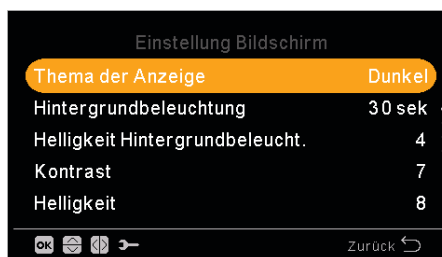 Einstellung Bildschirm
Thema der Anzeige Dunkel
Hintergrundbeleuchtung 30 sek
Helligkeit Hintergrundbeleucht. 4
Kontrast 7
Helligkeit 8
OK Zurück